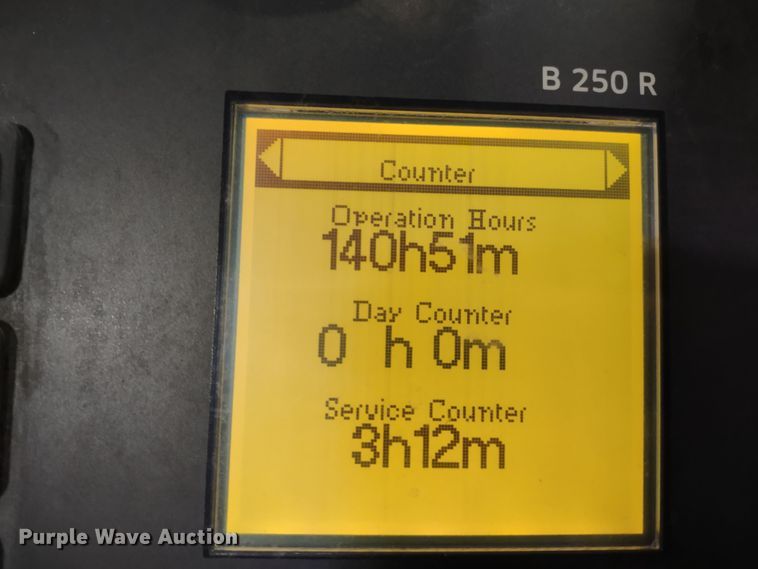 B 250 R
Counter
Operation Hours
140h51m
Day Counter
0 h 0m
Service Counter
3h12m
Purple Wave Auction